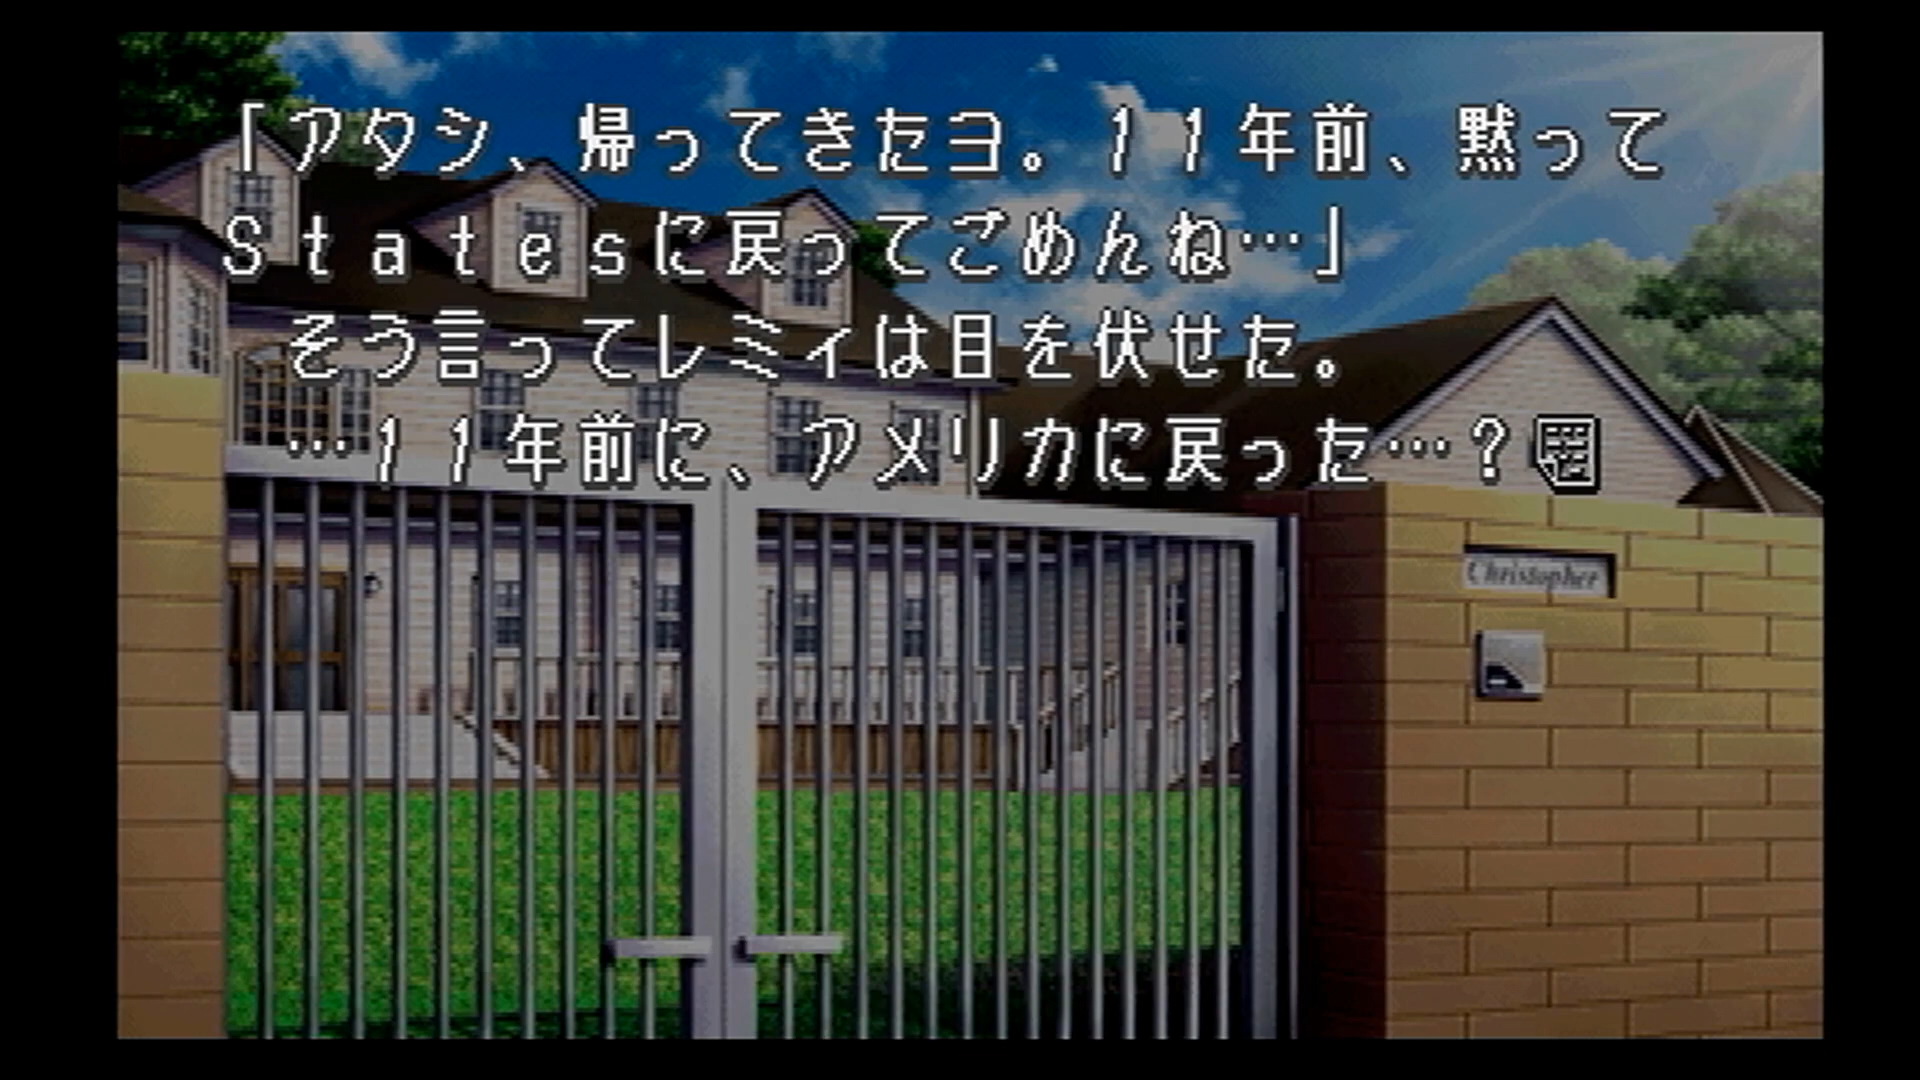 「アタシ、帰ってきたヨ。１１年前、黙って
Ｓｔａｔｅｓに戻ってごめんね…」
　そう言ってレミィは目を伏せた。
　…１１年前に、アメリカに戻った…？
Christopher